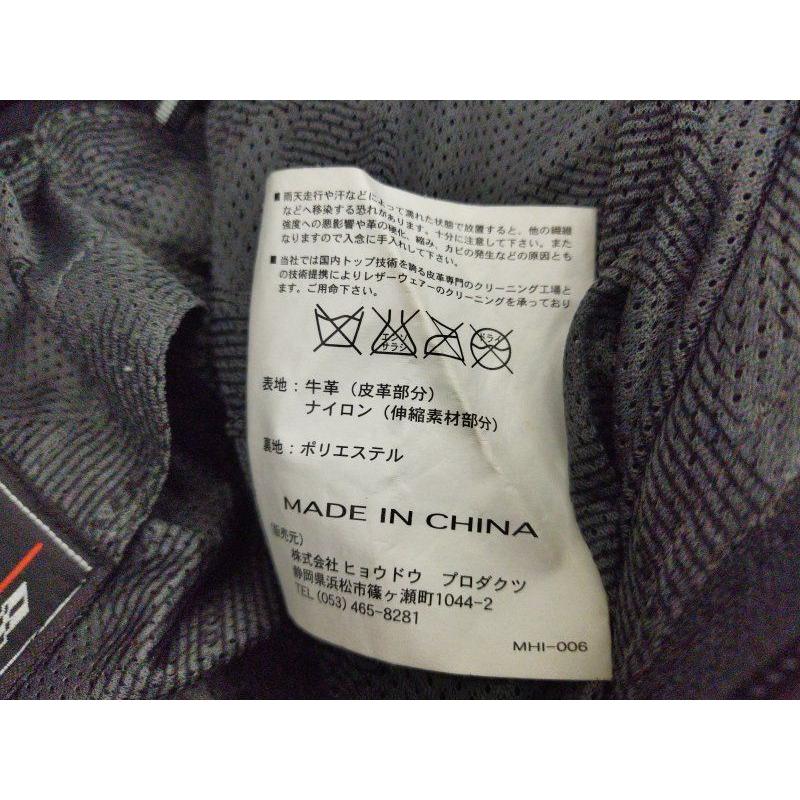 ■雨天走行や汗などによって濡れた状態で放置すると、他の繊維
などへ移染する恐れがあります。十分に注意して下さい。また
強度への悪影響や革の硬化、縮み、カビの発生などの原因とも
なりますので入念に手入れして下さい。
■当社では国内トップ技術を誇る皮革専門のクリーニング工場と
の技術提携によりレザーウェアーのクリーニングを承っており
ます。ご用命下さい。
エンソ サラシ ドライ
表地：牛革（皮革部分）
ナイロン（伸縮素材部分）
裏地：ポリエステル
MADE IN CHINA
(販売元)
株式会社 ヒョウドウ プロダクツ
静岡県浜松市篠ヶ瀬町1044-2
TEL (053) 465-8281
MHI-006